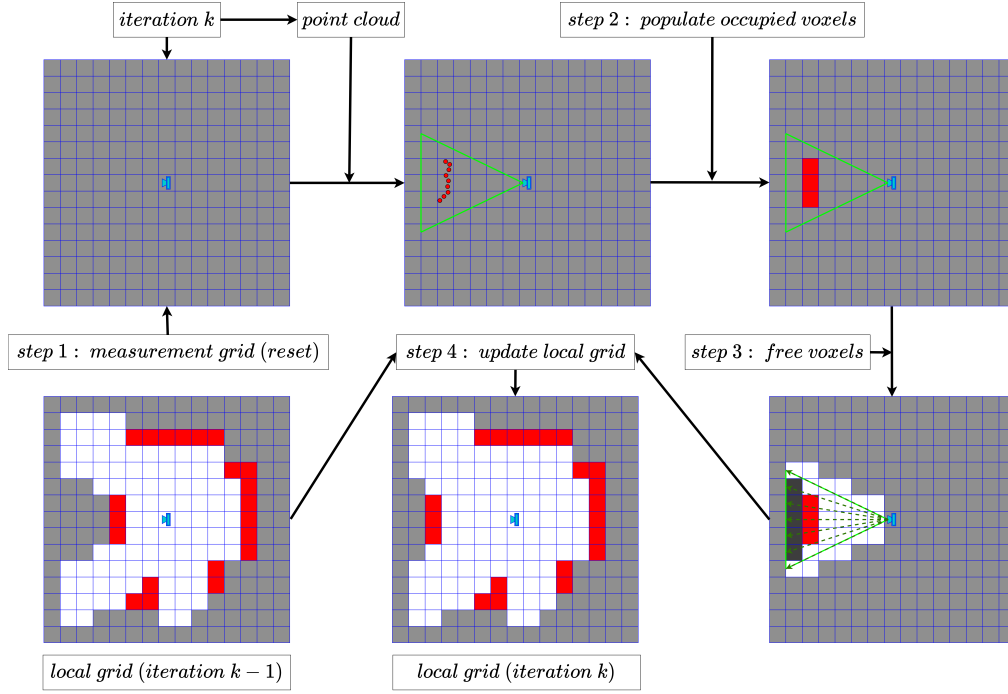 iteration k
point cloud
step 2 : populate occupied voxels
step 1 : measurement grid (reset)
step 4 : update local grid
step 3 : free voxels
local grid (iteration k − 1)
local grid (iteration k)